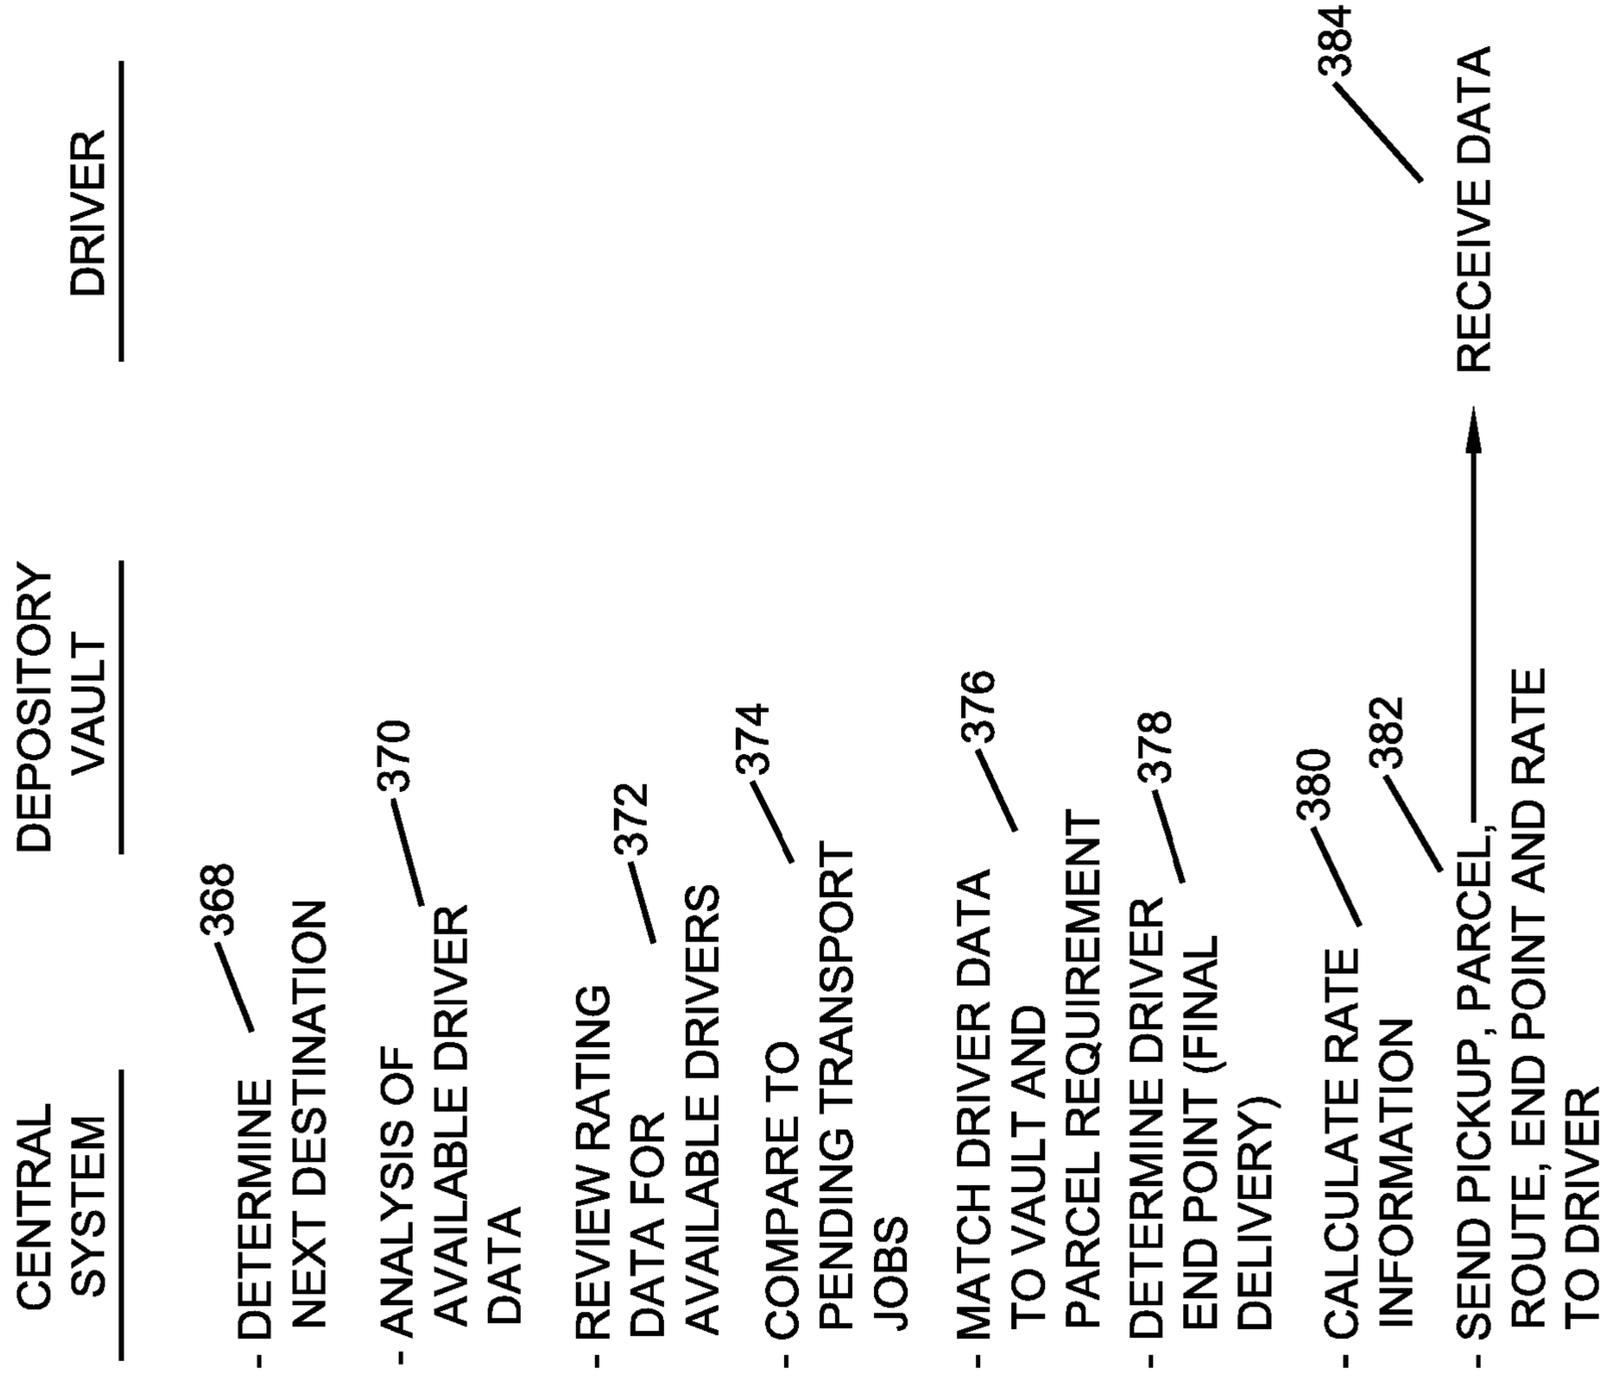 CENTRAL
SYSTEM
DEPOSITORY
VAULT
DRIVER
- DETERMINE
NEXT DESTINATION
368
- ANALYSIS OF
AVAILABLE DRIVER
DATA
370
- REVIEW RATING
DATA FOR
AVAILABLE DRIVERS
372
- COMPARE TO
PENDING TRANSPORT
JOBS
374
- MATCH DRIVER DATA
TO VAULT AND
PARCEL REQUIREMENT
376
- DETERMINE DRIVER
END POINT (FINAL
DELIVERY)
378
- CALCULATE RATE
INFORMATION
380
- SEND PICKUP, PARCEL,
ROUTE, END POINT AND RATE
TO DRIVER
382
RECEIVE DATA
384